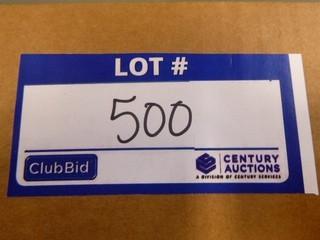 LOT #
500
ClubBid
CENTURY
AUCTIONS
A DIVISION OF CENTURY SERVICES